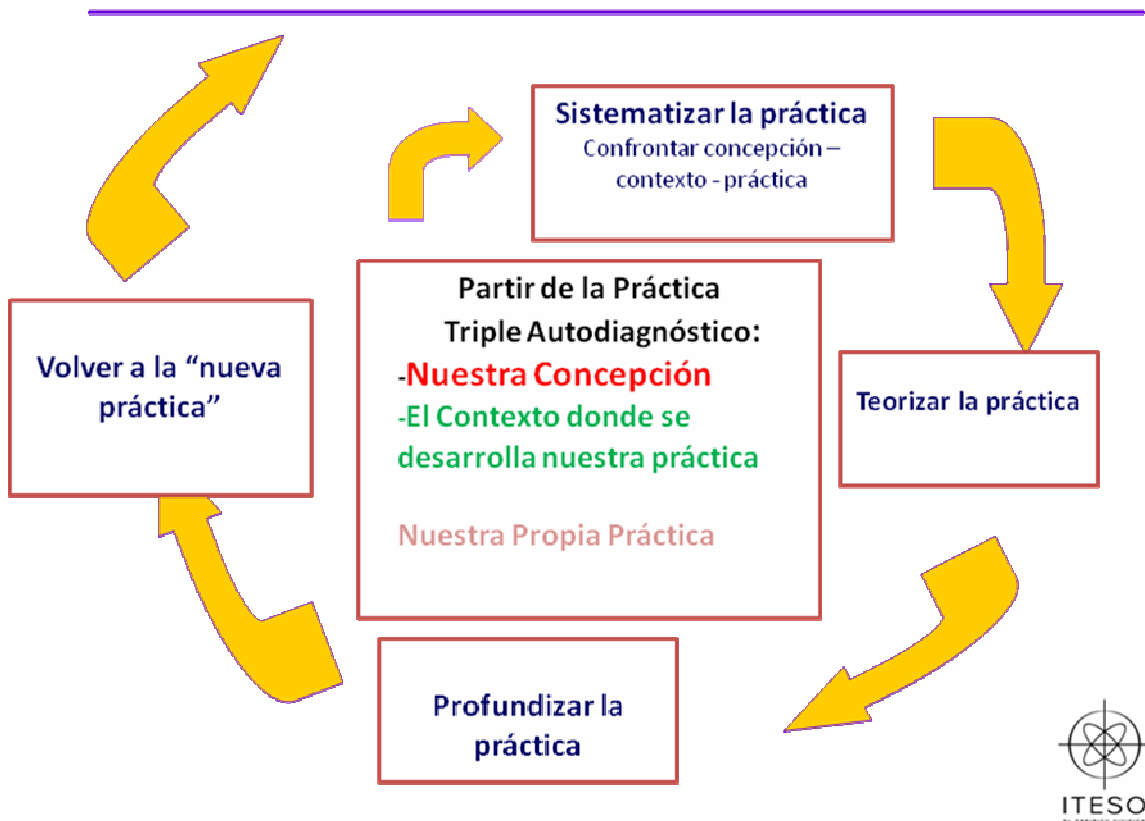 Sistematizar la práctica
Confrontar concepción –
contexto - práctica
Partir de la Práctica
Triple Autodiagnóstico:
-Nuestra Concepción
-El Contexto donde se
desarrolla nuestra práctica
Nuestra Propia Práctica
Volver a la “nueva
práctica”
Teorizar la práctica
Profundizar la
práctica
ITESO